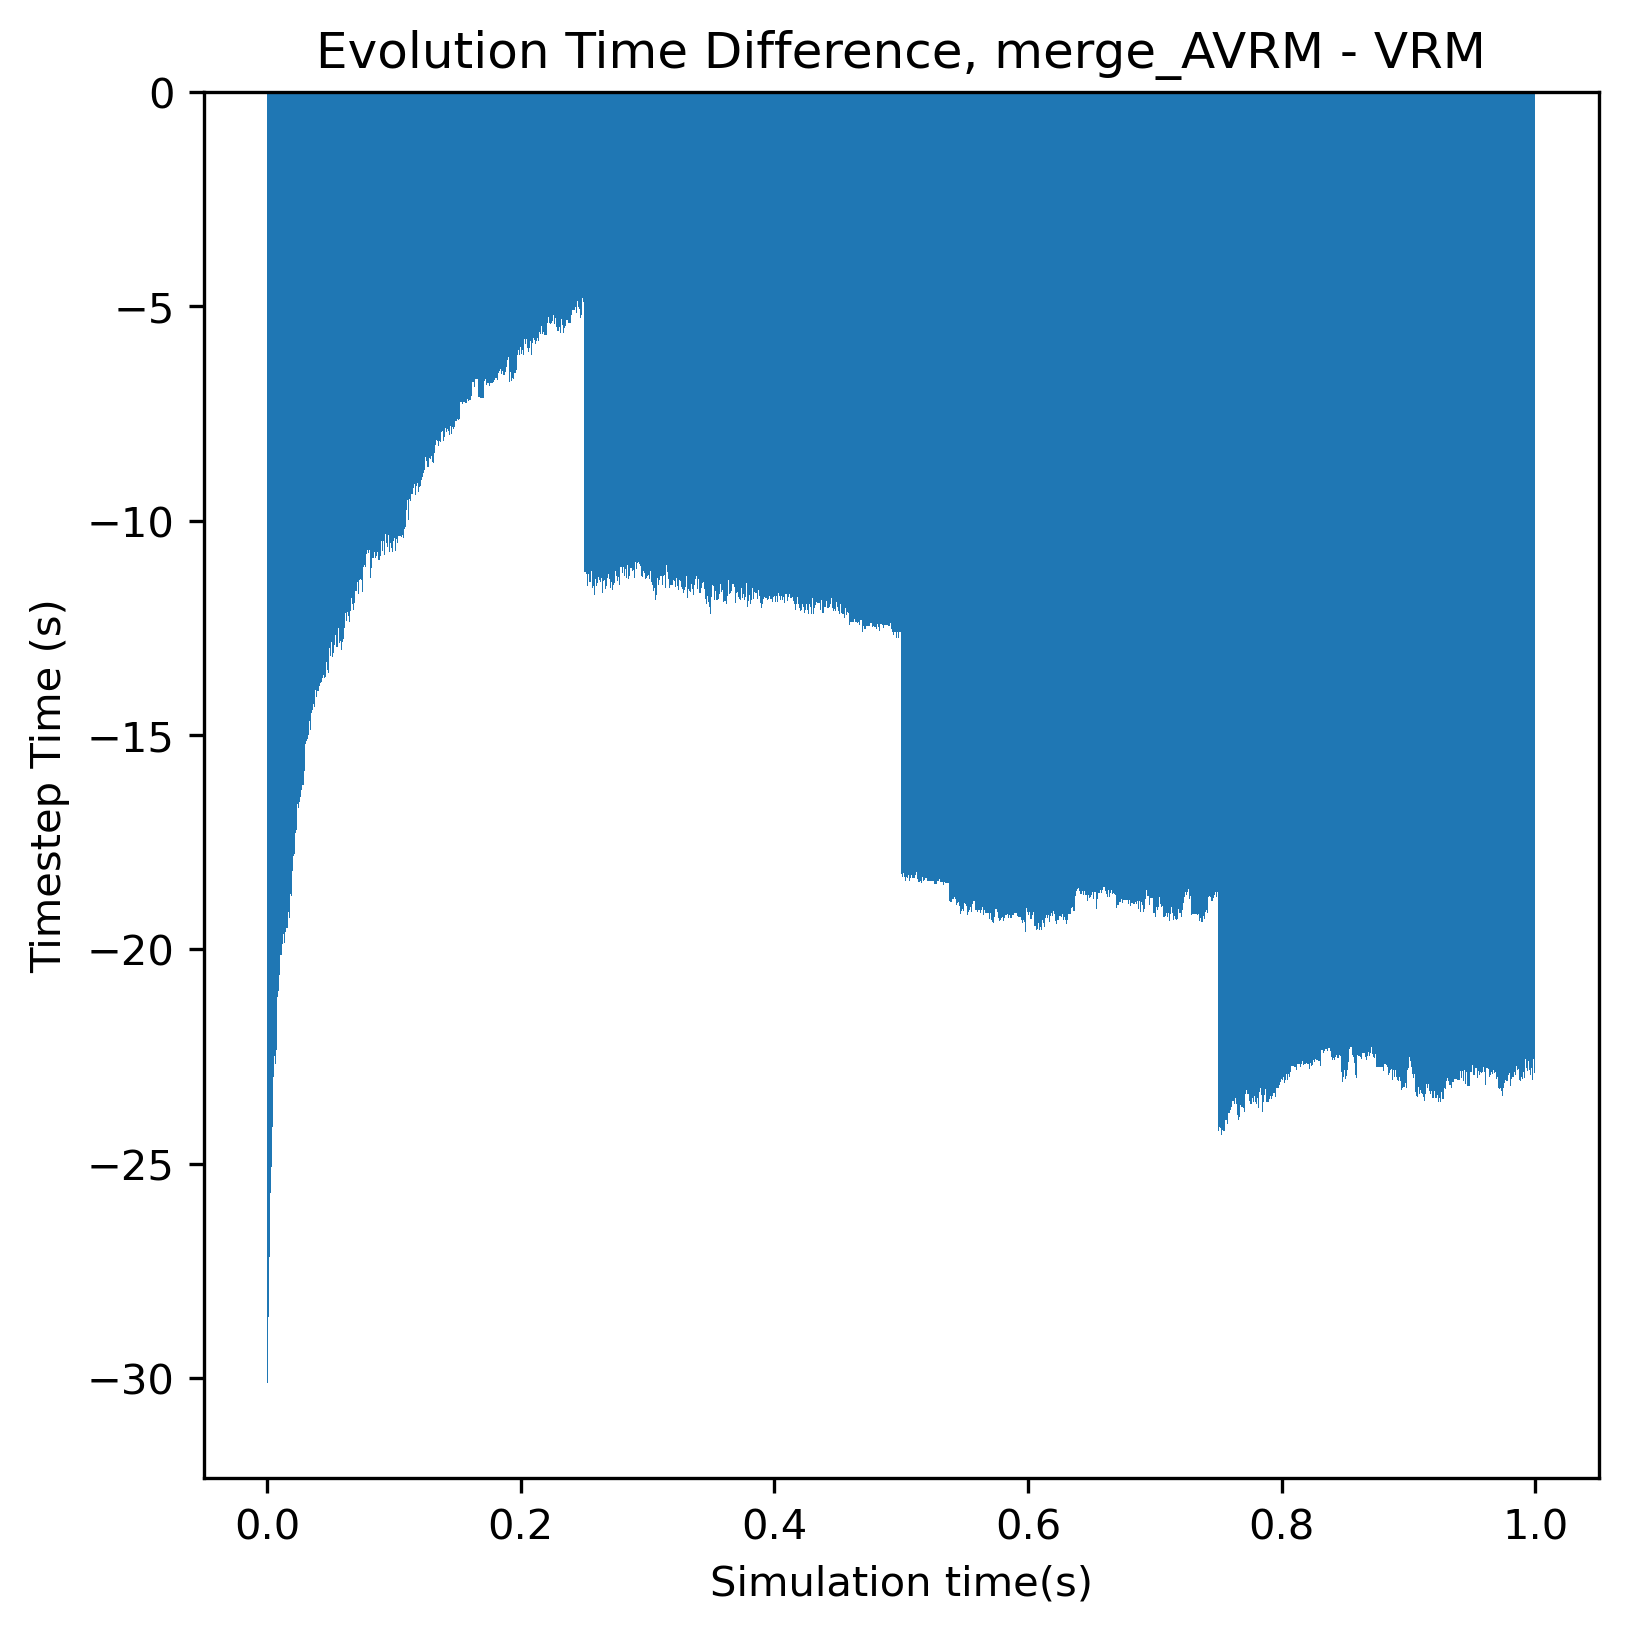 Evolution Time Difference, merge_AVRM - VRM
0
−5
−10
−15
−20
−25
−30
Timestep Time (s)
0.0 0.2 0.4 0.6 0.8 1.0
Simulation time(s)